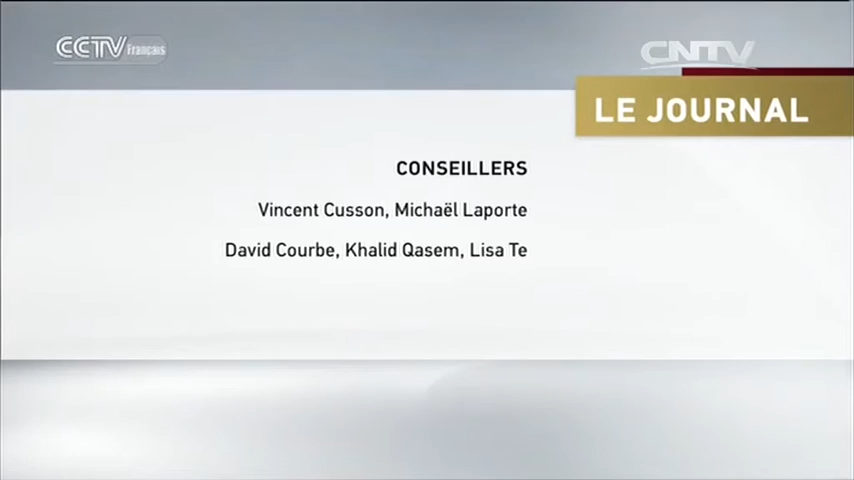 CCTV Français
CNTV
LE JOURNAL
CONSEILLERS
Vincent Cusson, Michaël Laporte
David Courbe, Khalid Qasem, Lisa Te